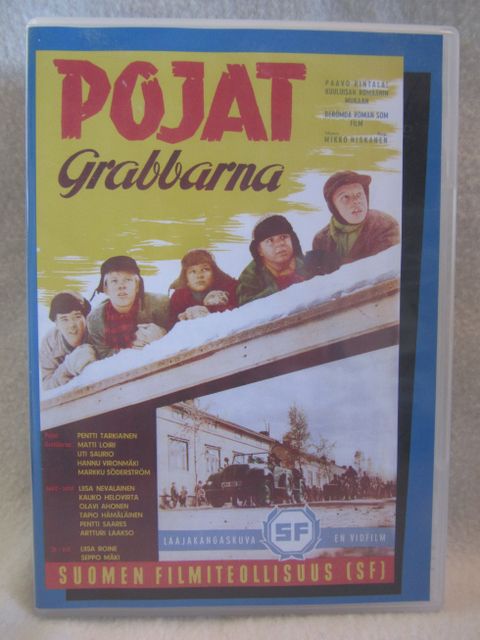 POJAT
Grabbarna
PAAVO RINTALAN
KUULUISAN ROMAANIN
MUKAAN
BERÖMDA ROMAN SOM
FILM
MIKKO NISKANEN
PENTTI TARKIAINEN
MATTI LOIRI
UTI SAURIO
HANNU VIRONMÄKI
MARKKU SÖDERSTRÖM
LIISA NEVALAINEN
KAUKO HELOVIRTA
OLAVI AHONEN
TAPIO HÄMÄLÄINEN
PENTTI SAARES
ARTTURI LAAKSO
LIISA ROINE
SEPPO MÄKI
LAAJAKANGASKUVA
SF
EN VIDFILM
SUOMEN FILMITEOLLISUUS (SF)